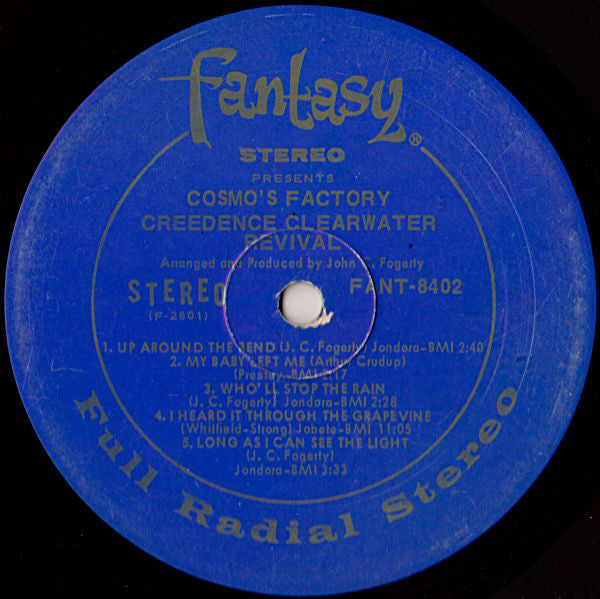 Fantasy®
STEREO
PRESENTS
COSMO'S FACTORY
CREEDENCE CLEARWATER
REVIVAL
Arranged and Produced by John C. Fogerty
STEREO
FANT-8402
(F-2801)
1. UP AROUND THE BEND (J. C. Fogerty) Jondora-BMI 2:40
2. MY BABY LEFT ME (Arthur Crudup)
(Presley-BMI 2:17
3. WHO'LL STOP THE RAIN
(J. C. Fogerty) Jondora-BMI 2:28
4. I HEARD IT THROUGH THE GRAPEVINE
(Whitfield-Strong) Jobete-BMI 11:05
5. LONG AS I CAN SEE THE LIGHT
(J. C. Fogerty)
Jondora-BMI 3:33
Full Radial Stereo